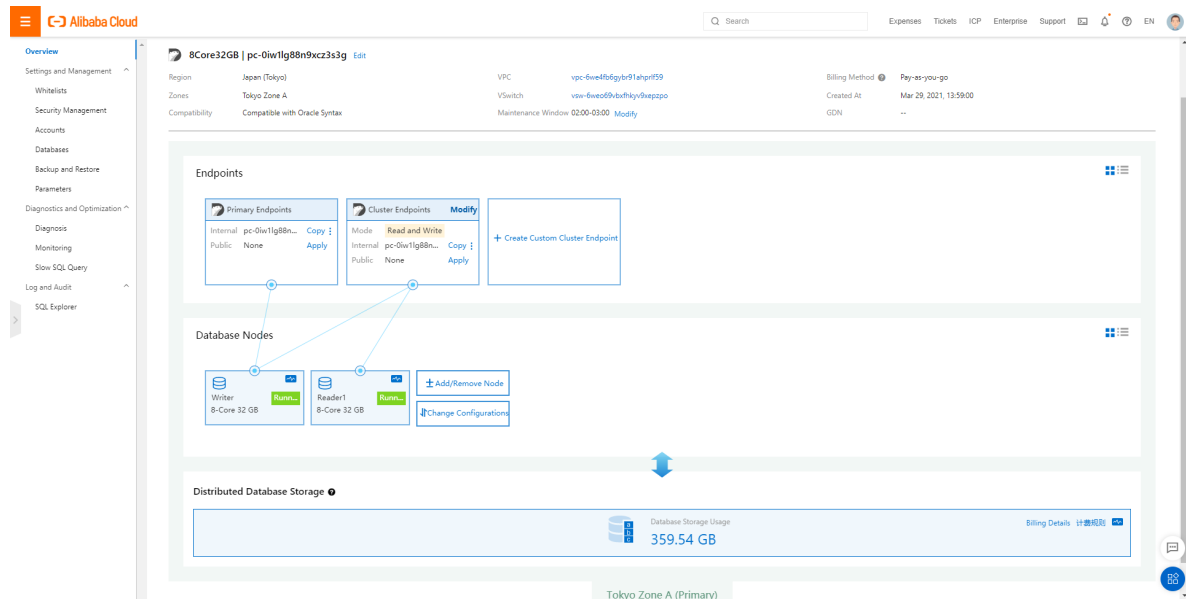 Alibaba Cloud
Search
Expenses Tickets ICP Enterprise Support EN
Overview
Settings and Management
Whitelists
Security Management
Accounts
Databases
Backup and Restore
Parameters
Diagnostics and Optimization
Diagnosis
Monitoring
Slow SQL Query
Log and Audit
SQL Explorer
8Core32GB | pc-0iw1lg88n9xcz3s3g Edit
Region Japan (Tokyo) VPC vpc-6we4fb6gybr91ahprlf59 Billing Method Pay-as-you-go
Zones Tokyo Zone A VSwitch vsw-6weo69vbxfhkyv9xepzpo Created At Mar 29, 2021, 13:59:00
Compatibility Compatible with Oracle Syntax Maintenance Window 02:00-03:00 Modify GDN --
Endpoints
Primary Endpoints
Internal pc-0iw1lg88n... Copy
Public None Apply
Cluster Endpoints Modify
Mode Read and Write
Internal pc-0iw1lg88n... Copy
Public None Apply
+ Create Custom Cluster Endpoint
Database Nodes
Writer Runn...
8-Core 32 GB
Reader1 Runn...
8-Core 32 GB
Add/Remove Node
Change Configurations
Distributed Database Storage
a
b
c
Database Storage Usage
359.54 GB
Billing Details 计费规则
Tokyo Zone A (Primary)